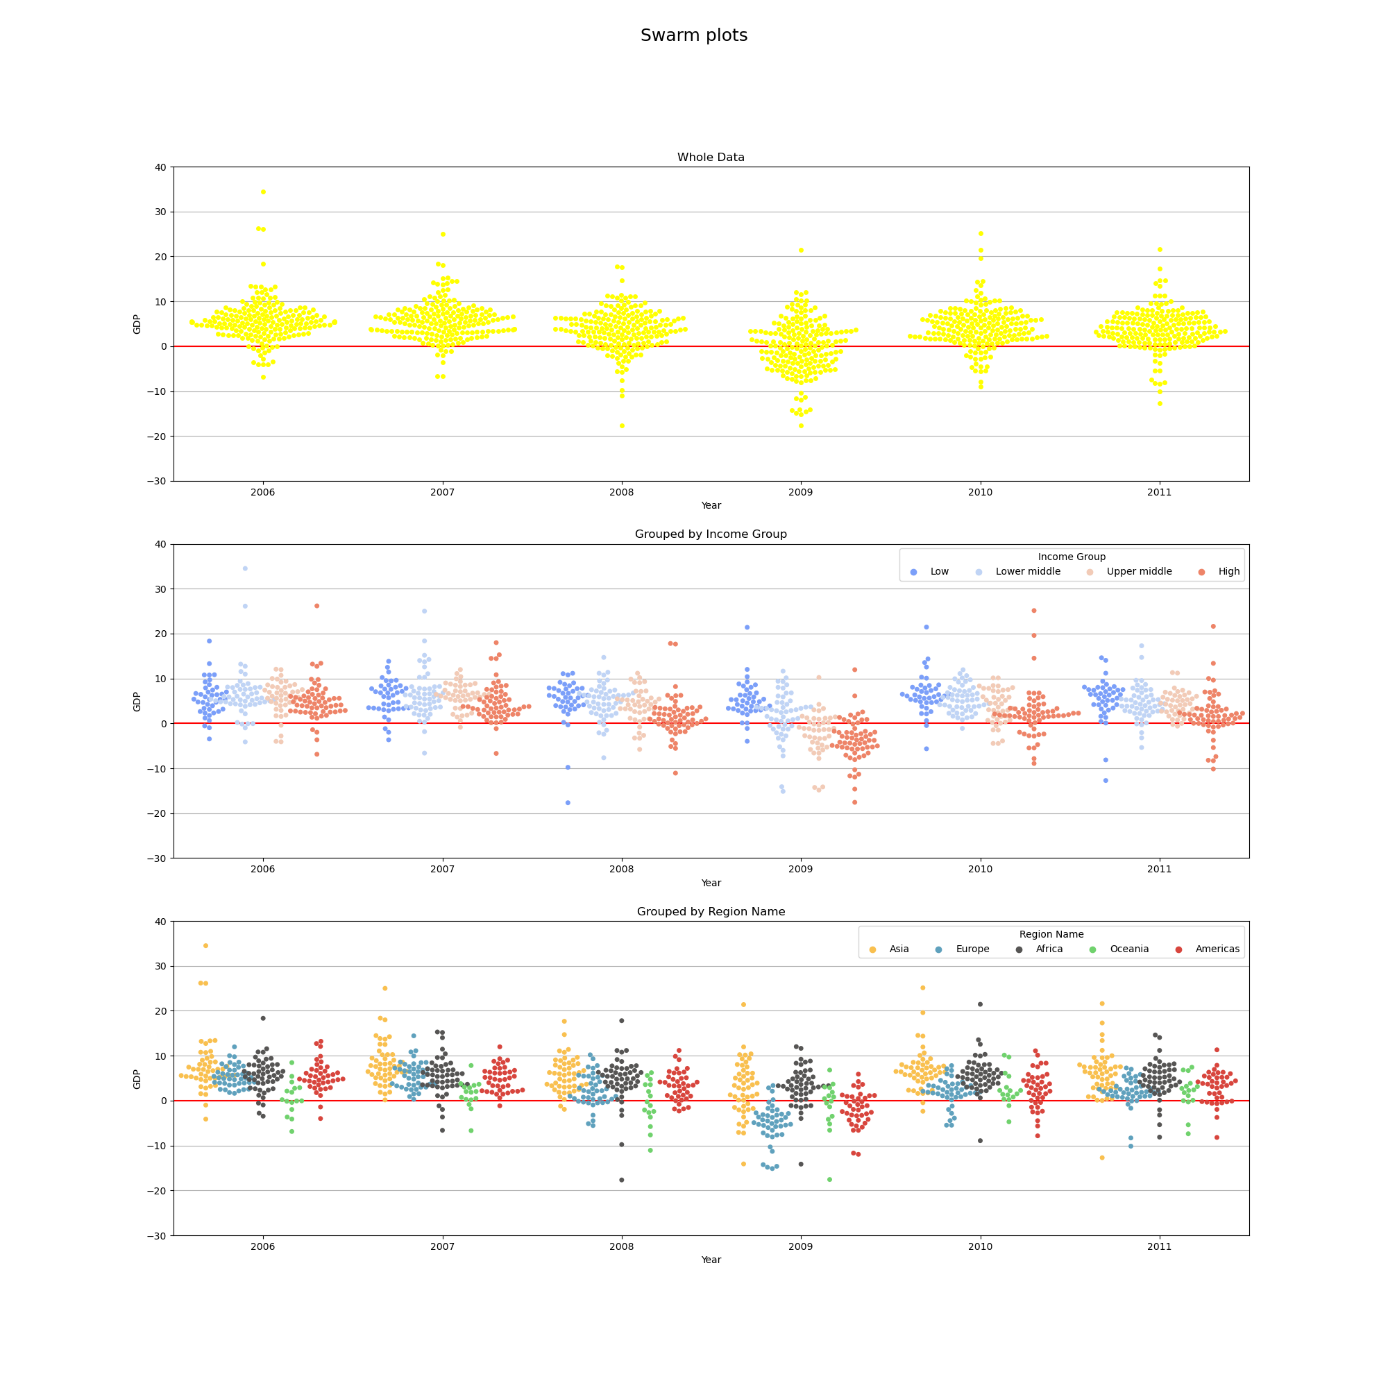 Swarm plots
Whole Data
40
30
20
10
0
−10
−20
−30
GDP
2006 2007 2008 2009 2010 2011
Year
Grouped by Income Group
Income Group
Low Lower middle Upper middle High
40
30
20
10
0
−10
−20
−30
GDP
2006 2007 2008 2009 2010 2011
Year
Grouped by Region Name
Region Name
Asia Europe Africa Oceania Americas
40
30
20
10
0
−10
−20
−30
GDP
2006 2007 2008 2009 2010 2011
Year